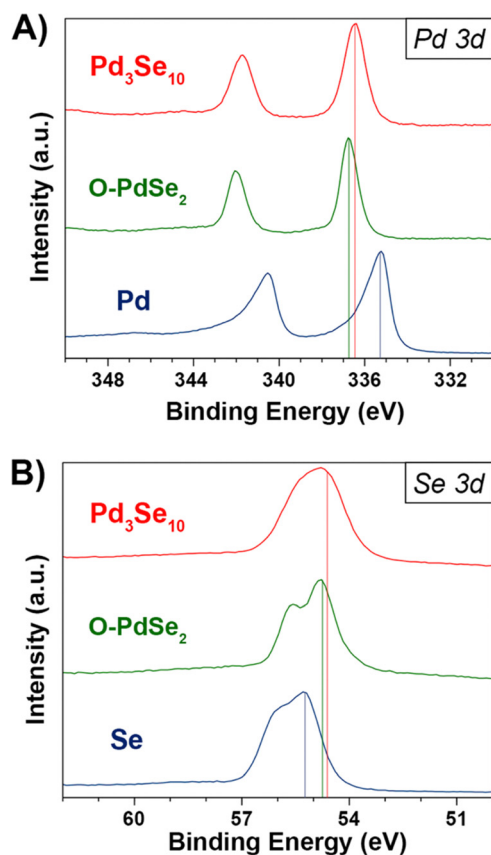 A)
Pd 3d
Pd₃Se₁₀
O-PdSe₂
Pd
Intensity (a.u.)
348 344 340 336 332
Binding Energy (eV)
B)
Se 3d
Pd₃Se₁₀
O-PdSe₂
Se
Intensity (a.u.)
60 57 54 51
Binding Energy (eV)